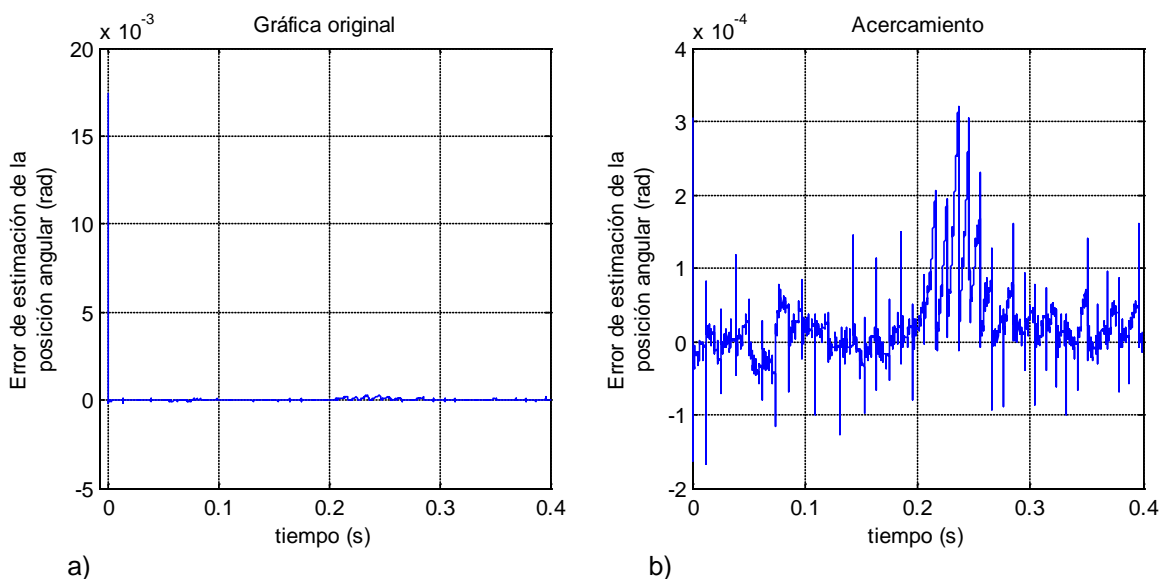 x 10-3
Gráfica original
20
15
10
5
0
-5
Error de estimación de la
posición angular (rad)
0
0.1
0.2
0.3
0.4
tiempo (s)
a)
x 10-4
Acercamiento
4
3
2
1
0
-1
-2
Error de estimación de la
posición angular (rad)
0
0.1
0.2
0.3
0.4
tiempo (s)
b)